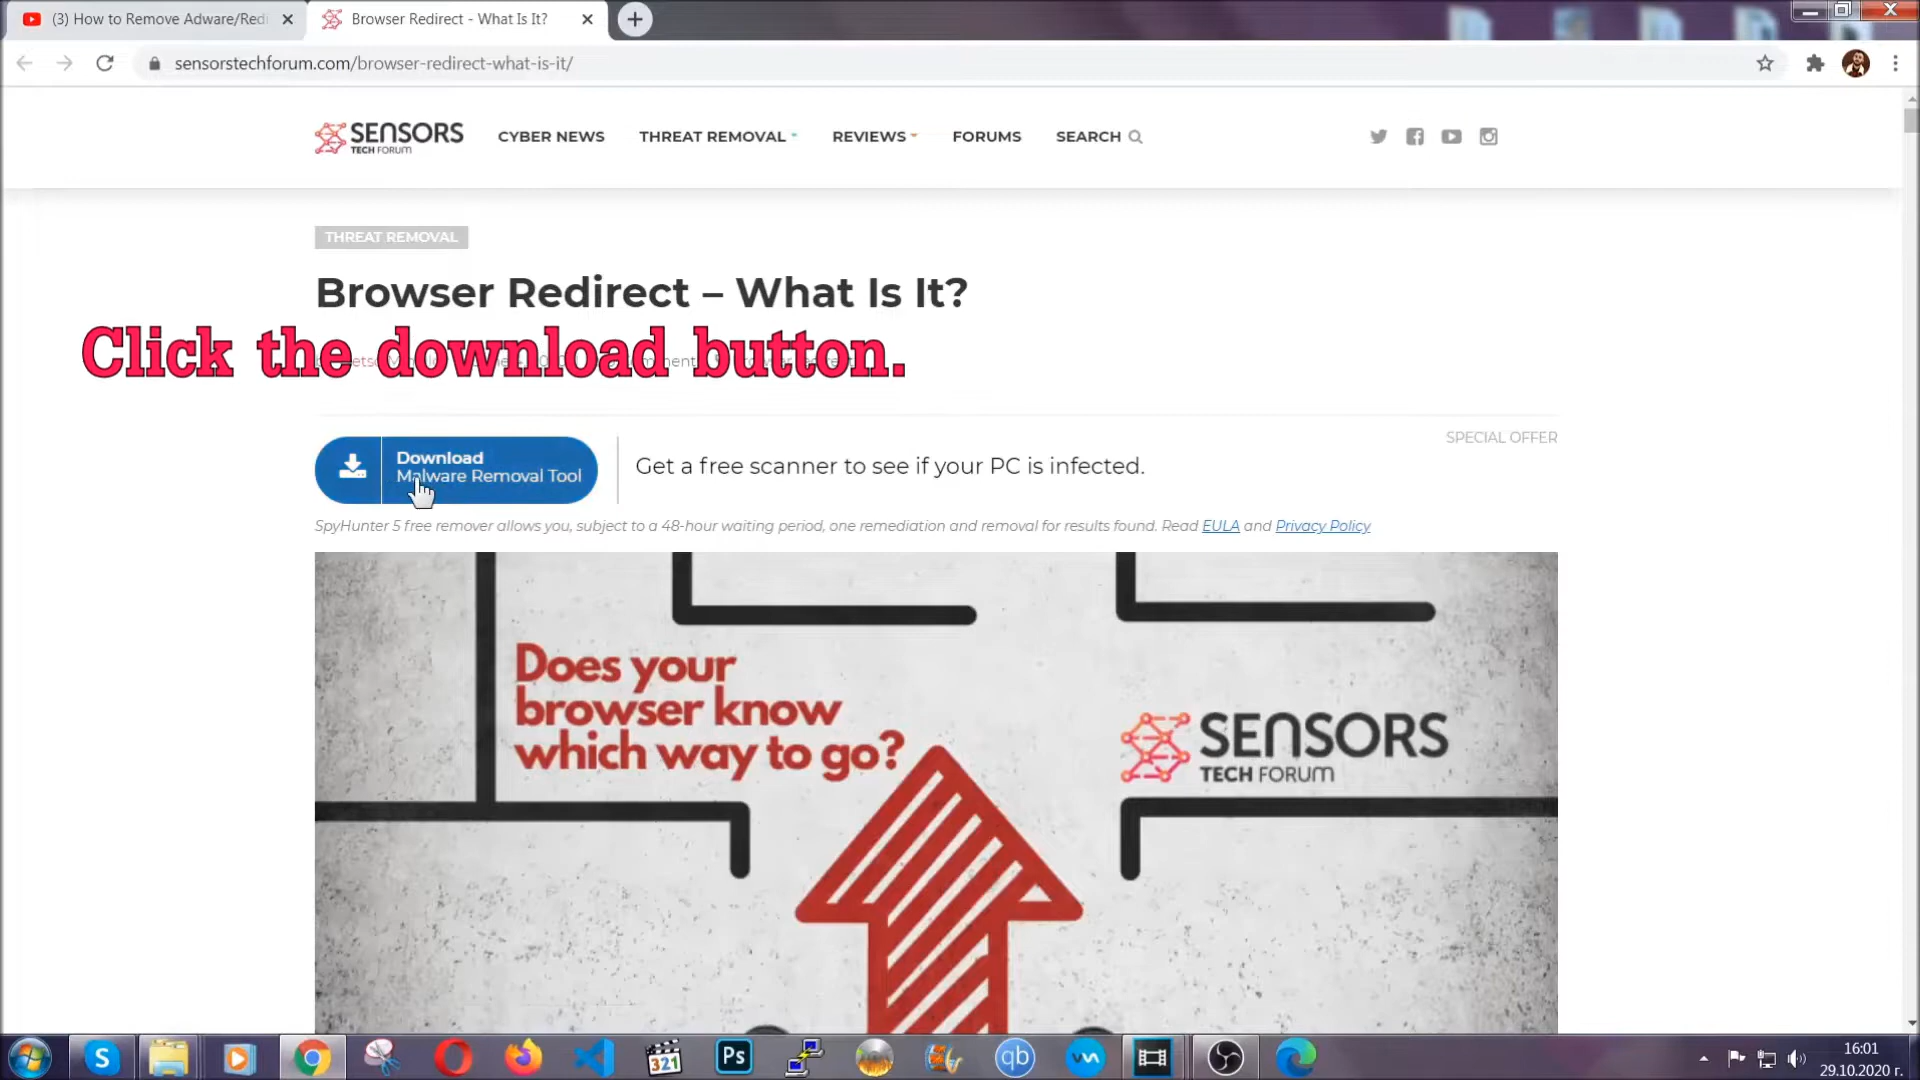 (3) How to Remove Adware/Redi
Browser Redirect - What Is It?
sensorstechforum.com/browser-redirect-what-is-it/
SENSORS
TECH FORUM
CYBER NEWS
THREAT REMOVAL
REVIEWS
FORUMS
SEARCH
THREAT REMOVAL
Browser Redirect – What Is It?
Click the download button.
SPECIAL OFFER
Download
Malware Removal Tool
Get a free scanner to see if your PC is infected.
SpyHunter 5 free remover allows you, subject to a 48-hour waiting period, one remediation and removal for results found. Read EULA and Privacy Policy
Does your
browser know
which way to go?
SENSORS
TECH FORUM
321
Ps
qb
16:01
29.10.2020 г.